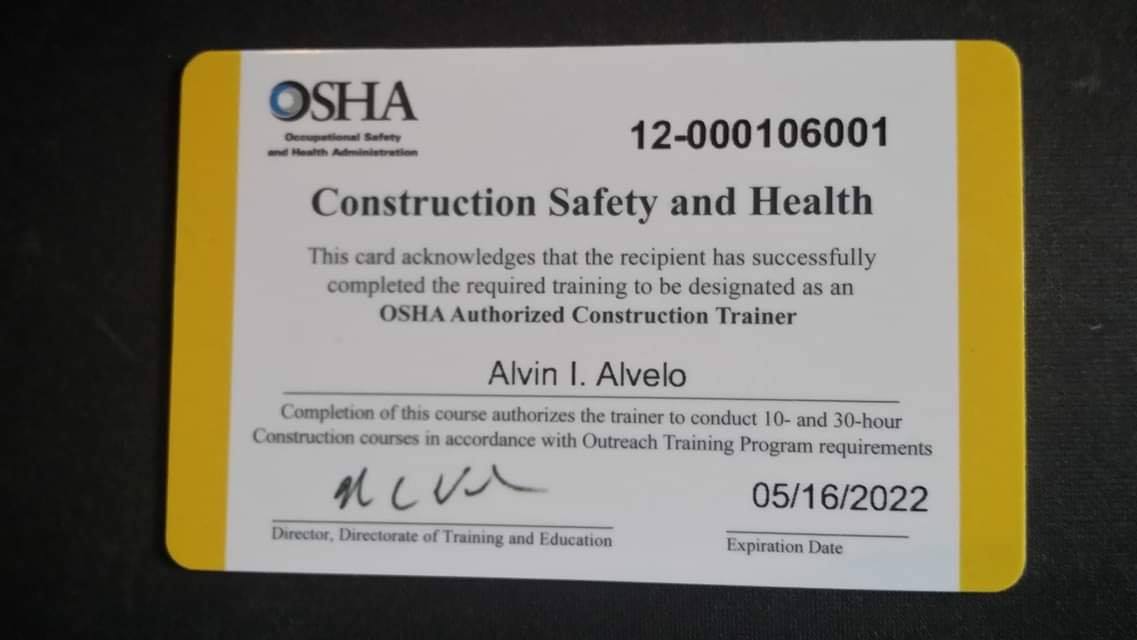 OSHA
Occupational Safety
and Health Administration
12-000106001
Construction Safety and Health
This card acknowledges that the recipient has successfully
completed the required training to be designated as an
OSHA Authorized Construction Trainer
Alvin I. Alvelo
Completion of this course authorizes the trainer to conduct 10- and 30-hour
Construction courses in accordance with Outreach Training Program requirements
05/16/2022
Director, Directorate of Training and Education
Expiration Date